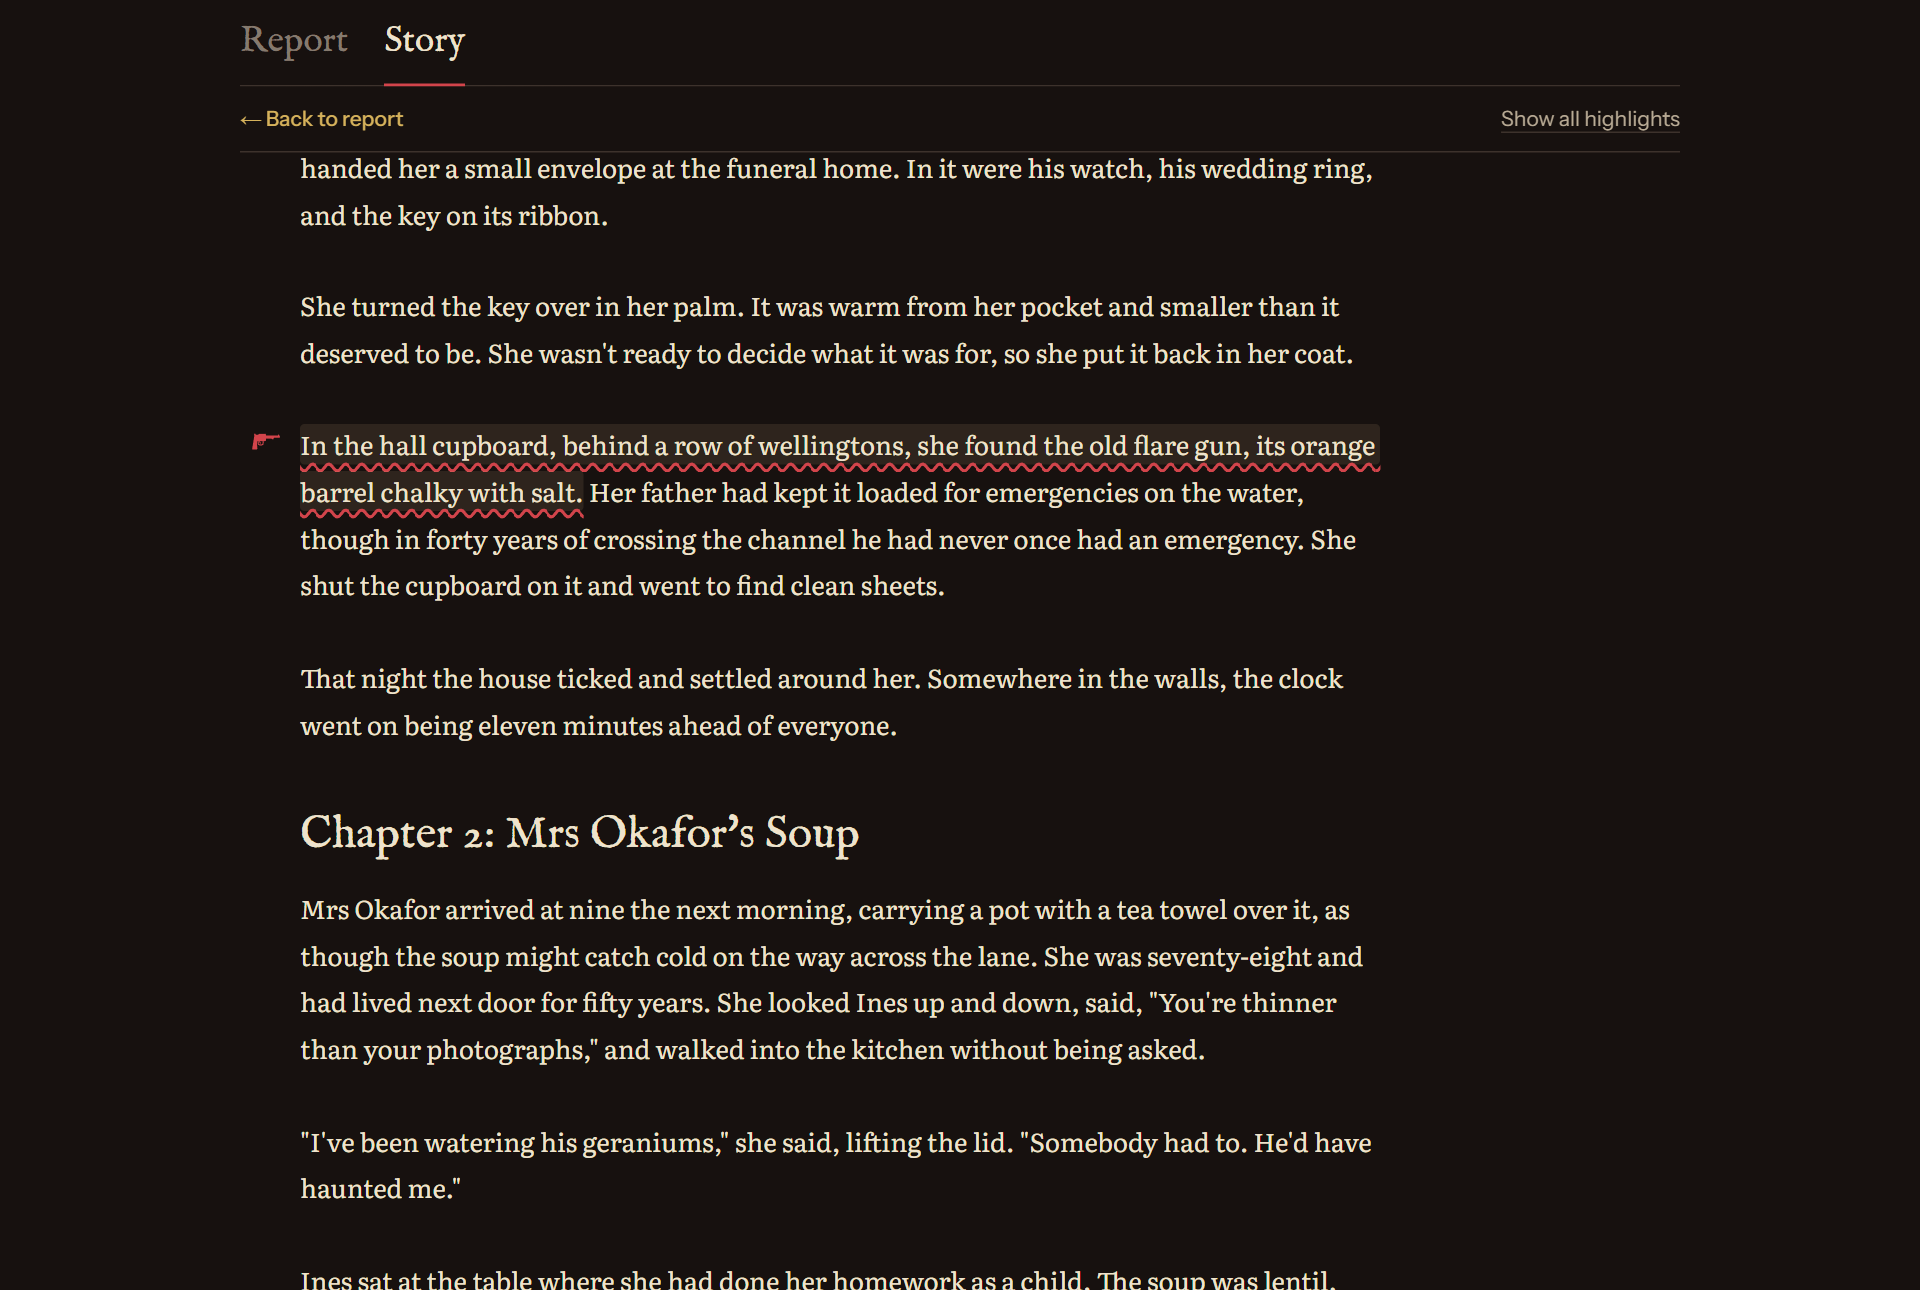 Report Story
← Back to report
Show all highlights
handed her a small envelope at the funeral home. In it were his watch, his wedding ring,
and the key on its ribbon.
She turned the key over in her palm. It was warm from her pocket and smaller than it
deserved to be. She wasn't ready to decide what it was for, so she put it back in her coat.
In the hall cupboard, behind a row of wellingtons, she found the old flare gun, its orange
barrel chalky with salt. Her father had kept it loaded for emergencies on the water,
though in forty years of crossing the channel he had never once had an emergency. She
shut the cupboard on it and went to find clean sheets.
That night the house ticked and settled around her. Somewhere in the walls, the clock
went on being eleven minutes ahead of everyone.
Chapter 2: Mrs Okafor’s Soup
Mrs Okafor arrived at nine the next morning, carrying a pot with a tea towel over it, as
though the soup might catch cold on the way across the lane. She was seventy-eight and
had lived next door for fifty years. She looked Ines up and down, said, "You're thinner
than your photographs," and walked into the kitchen without being asked.
"I've been watering his geraniums," she said, lifting the lid. "Somebody had to. He'd have
haunted me."
Ines sat at the table where she had done her homework as a child. The soup was lentil,